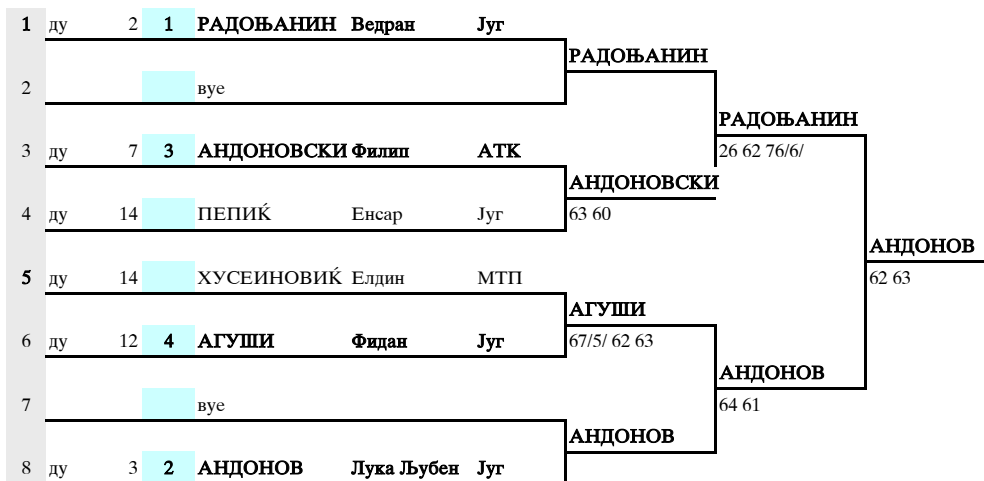 1 ду 2 1 РАДОЊАНИН Ведран Југ
РАДОЊАНИН
2 вуе
РАДОЊАНИН
3 ду 7 3 АНДОНОВСКИ Филип АТК
26 62 76/6/
АНДОНОВСКИ
4 ду 14 ПЕПИЌ Енсар Југ
63 60
АНДОНОВ
5 ду 14 ХУСЕИНОВИЌ Елдин МТП
62 63
АГУШИ
6 ду 12 4 АГУШИ Фидан Југ
67/5/ 62 63
АНДОНОВ
7 вуе
64 61
АНДОНОВ
8 ду 3 2 АНДОНОВ Лука Љубен Југ